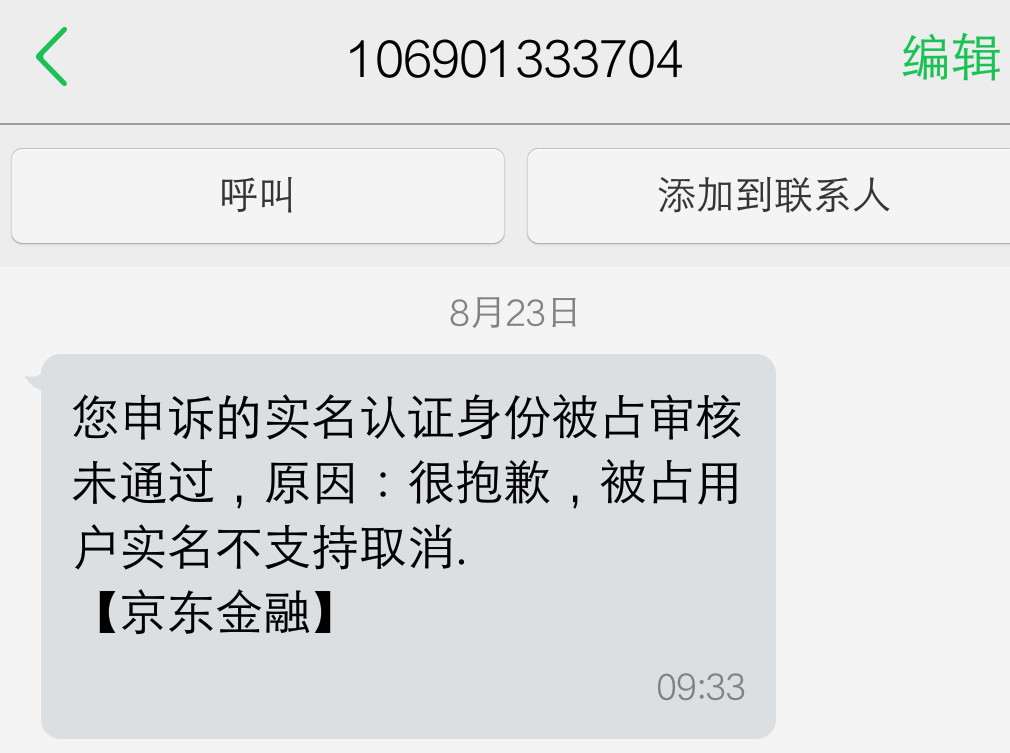 106901333704
编辑
呼叫
添加到联系人
8月23日
您申诉的实名认证身份被占审核
未通过，原因：很抱歉，被占用
户实名不支持取消.
【京东金融】
09:33